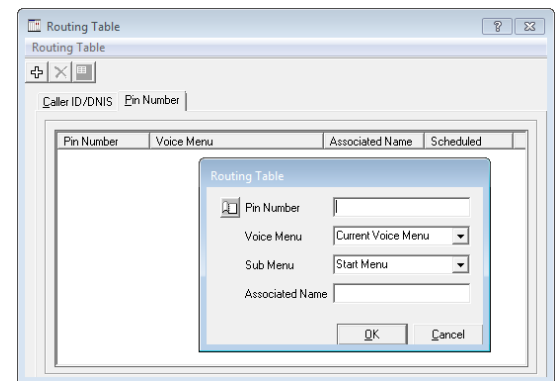 Routing Table
Routing Table
Caller ID/DNIS Pin Number
Pin Number Voice Menu Associated Name Scheduled
Routing Table
Pin Number
Voice Menu Current Voice Menu
Sub Menu Start Menu
Associated Name
OK Cancel